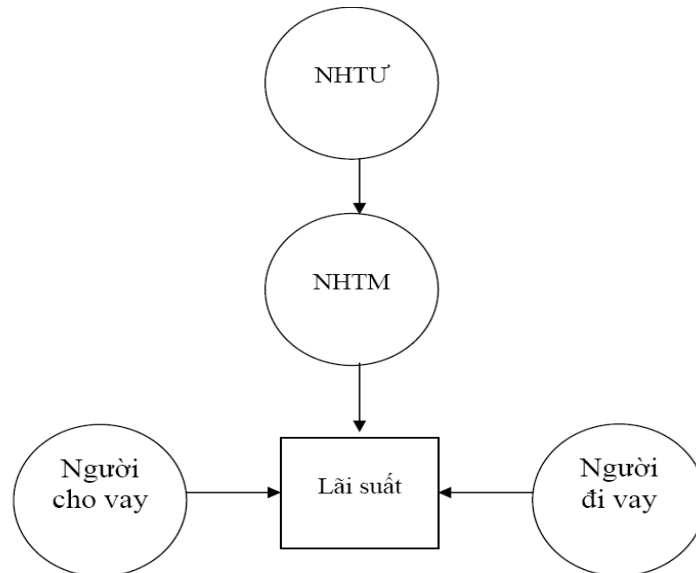 NHTƯ
NHTM
Người
cho vay
Lãi suất
Người
đi vay